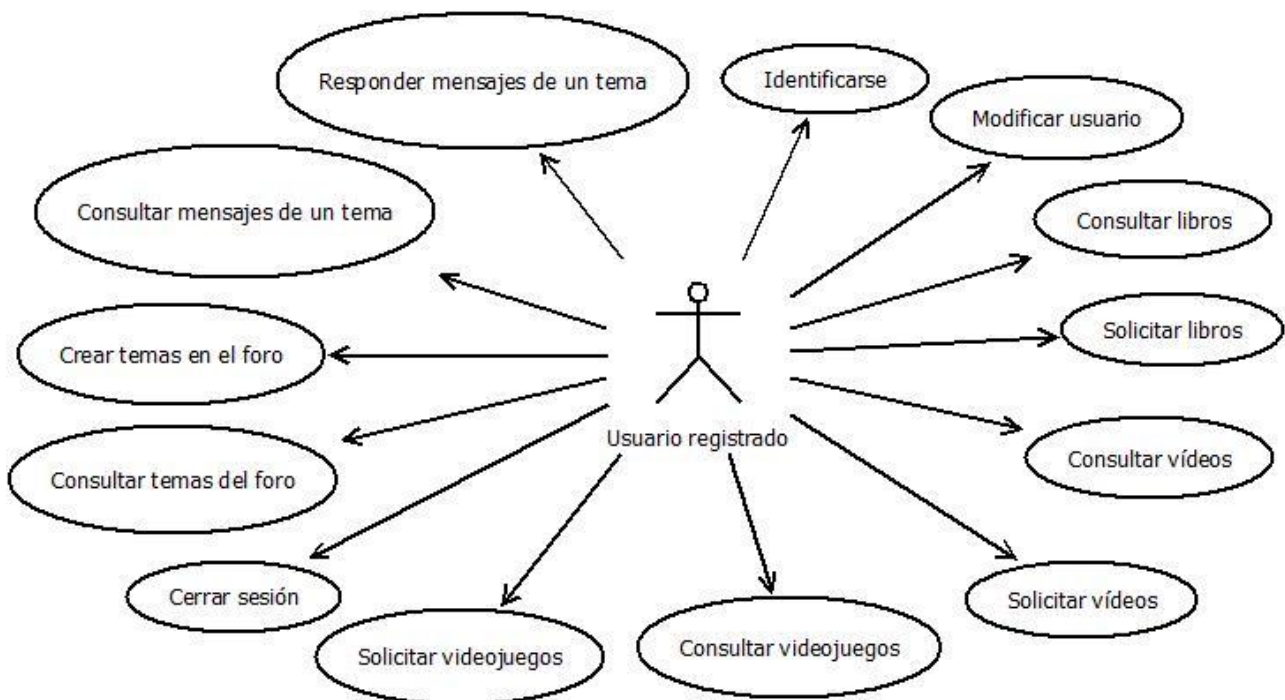 Responder mensajes de un tema
Identificarse
Modificar usuario
Consultar mensajes de un tema
Consultar libros
Crear temas en el foro
Solicitar libros
Usuario registrado
Consultar temas del foro
Consultar vídeos
Cerrar sesión
Solicitar vídeos
Solicitar videojuegos
Consultar videojuegos